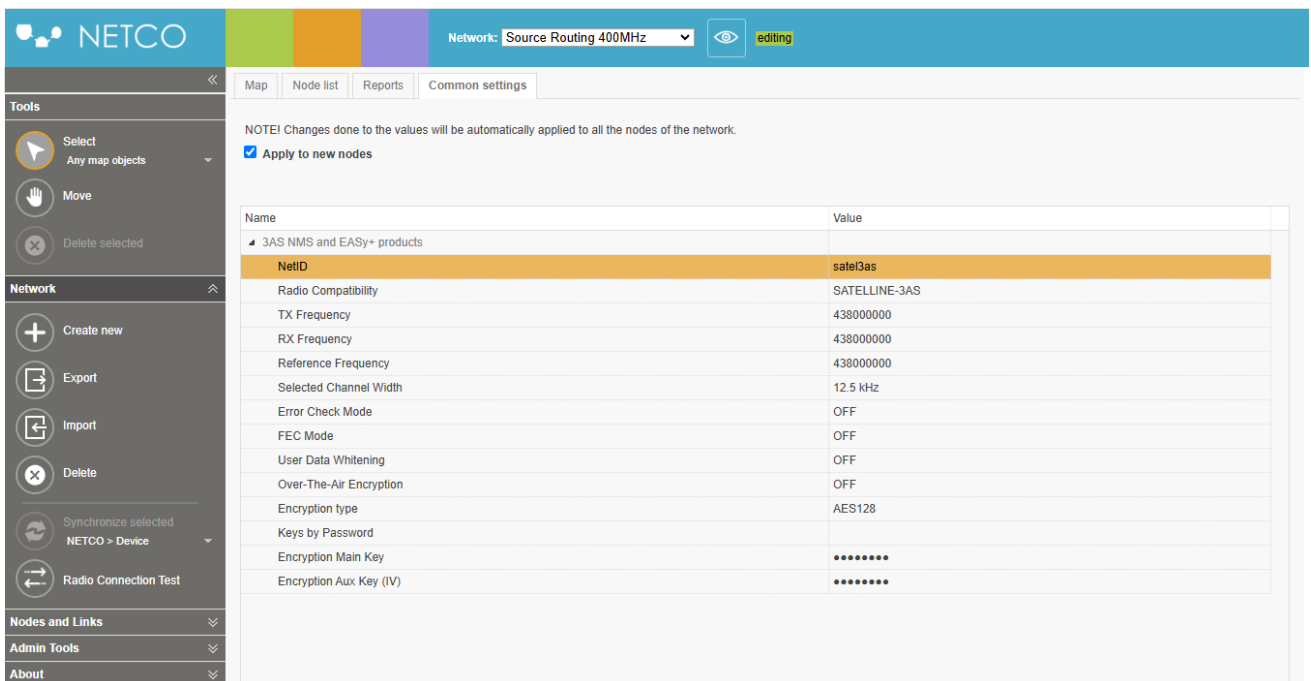 NETCO
Network: Source Routing 400MHz
editing
Map
Node list
Reports
Common settings
Tools
Select
Any map objects
Move
Delete selected
Network
Create new
Export
Import
Delete
Synchronize selected
NETCO > Device
Radio Connection Test
Nodes and Links
Admin Tools
About
NOTE! Changes done to the values will be automatically applied to all the nodes of the network.
Apply to new nodes
Name Value
3AS NMS and EASy+ products
NetID satel3as
Radio Compatibility SATELLINE-3AS
TX Frequency 438000000
RX Frequency 438000000
Reference Frequency 438000000
Selected Channel Width 12.5 kHz
Error Check Mode OFF
FEC Mode OFF
User Data Whitening OFF
Over-The-Air Encryption OFF
Encryption type AES128
Keys by Password
Encryption Main Key ●●●●●●●●
Encryption Aux Key (IV) ●●●●●●●●